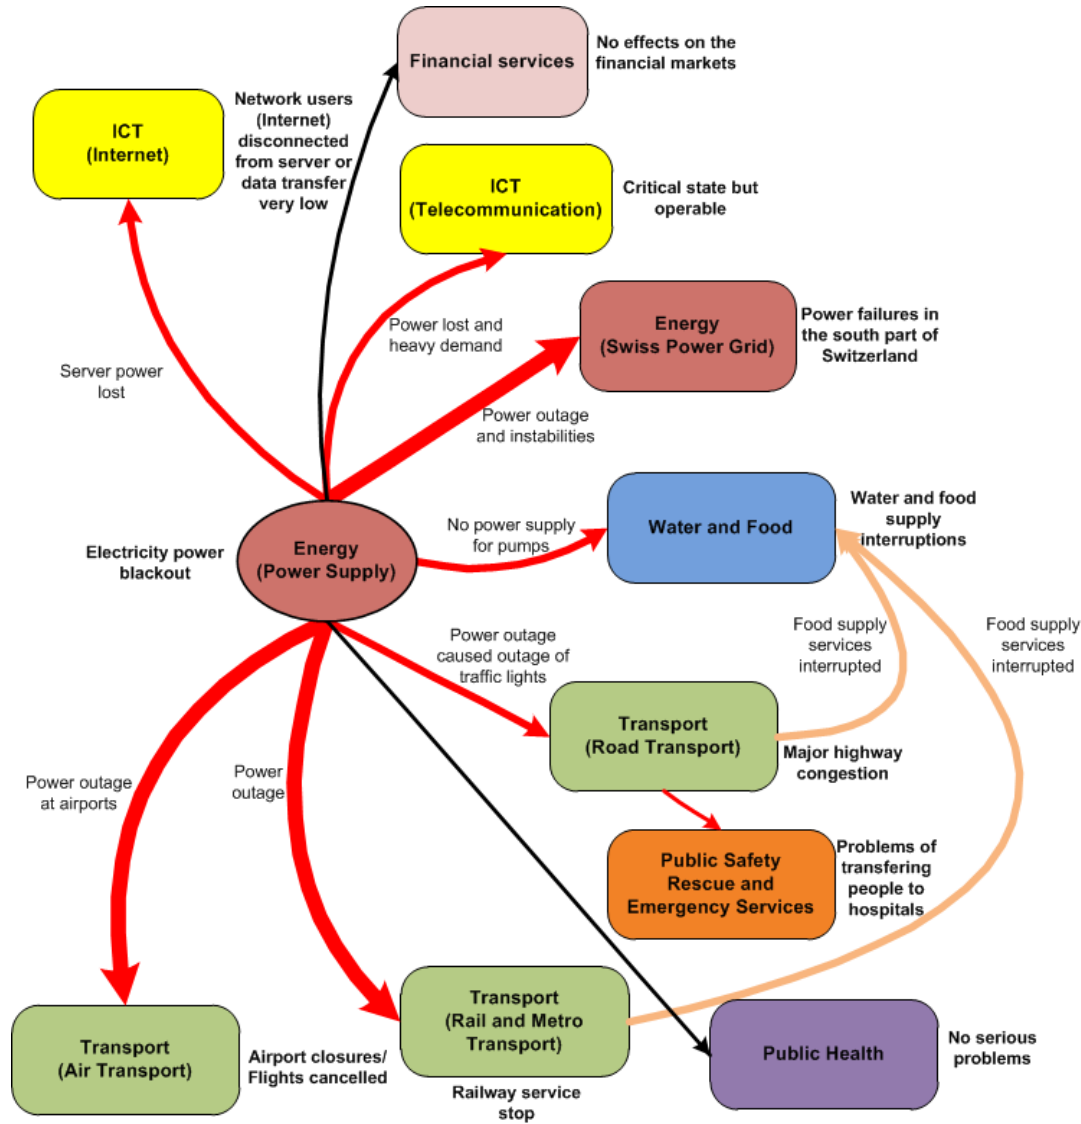 Financial services
No effects on the
financial markets
ICT
(Internet)
Network users
(Internet)
disconnected
from server or
data transfer
very low
ICT
(Telecommunication)
Critical state but
operable
Energy
(Swiss Power Grid)
Power failures in
the south part of
Switzerland
Power lost and
heavy demand
Server power
lost
Power outage
and instabilities
Water and Food
Water and food
supply
interruptions
No power supply
for pumps
Energy
(Power Supply)
Electricity power
blackout
Power outage
caused outage of
traffic lights
Food supply
services
interrupted
Food supply
services
interrupted
Transport
(Road Transport)
Major highway
congestion
Power outage
at airports
Power
outage
Public Safety
Rescue and
Emergency Services
Problems of
transfering
people to
hospitals
Transport
(Rail and Metro
Transport)
Railway service
stop
Transport
(Air Transport)
Airport closures/
Flights cancelled
Public Health
No serious
problems